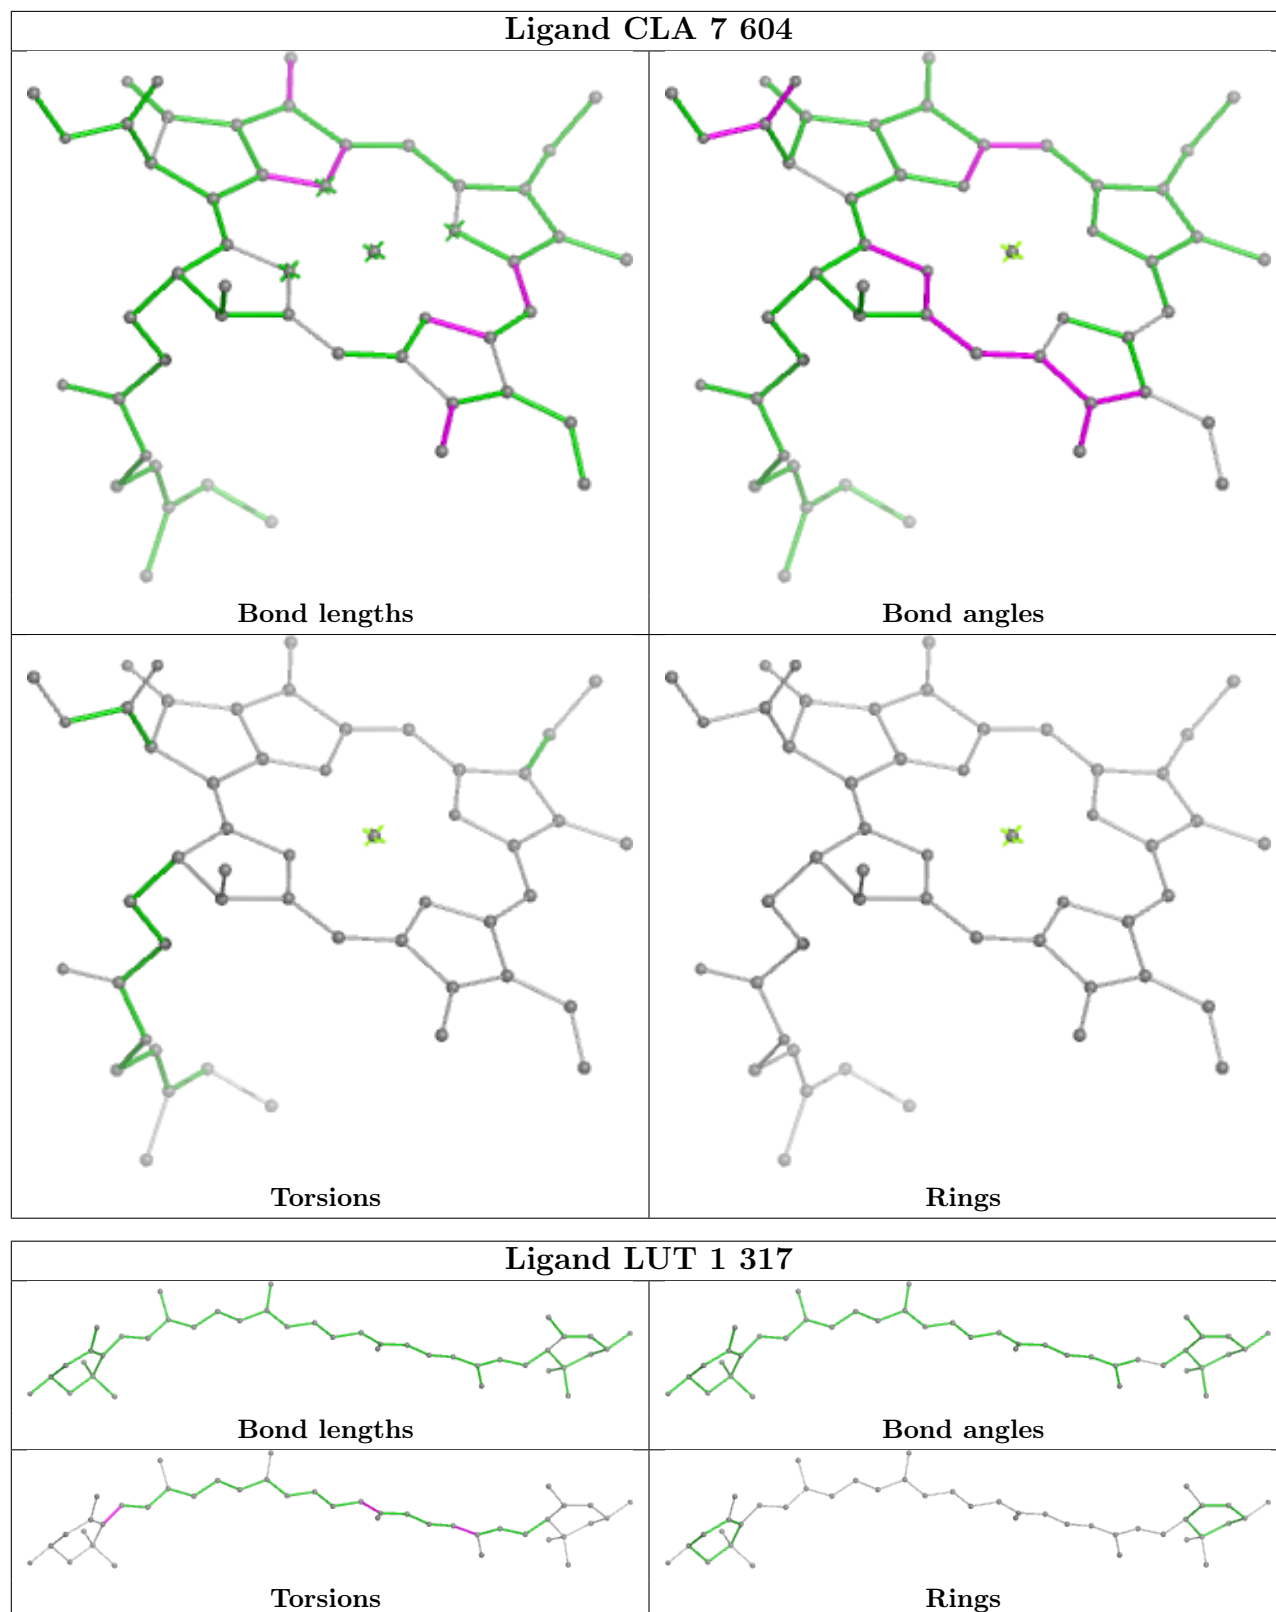 Ligand CLA 7 604
Bond lengths
Bond angles
Torsions
Rings
Ligand LUT 1 317
Bond lengths
Bond angles
Torsions
Rings